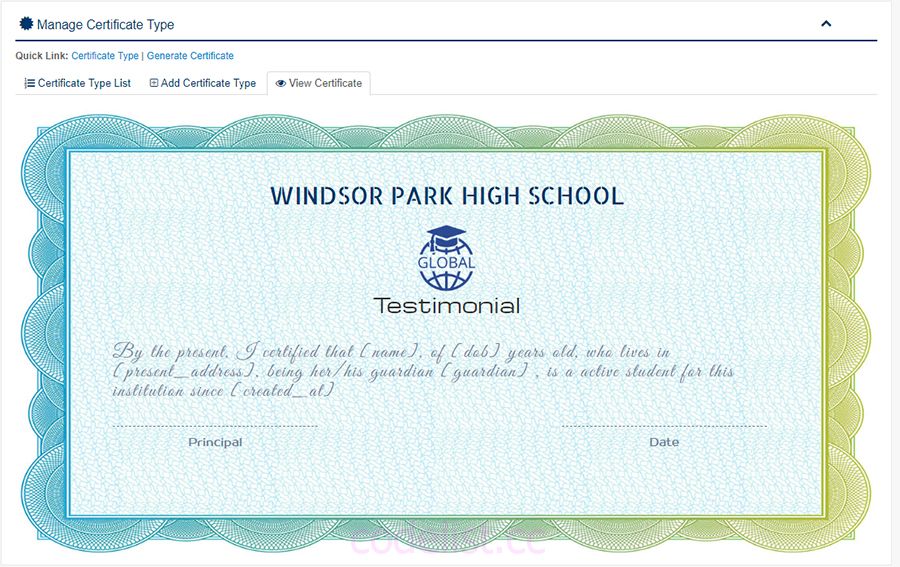 Manage Certificate Type
Quick Link: Certificate Type | Generate Certificate
Certificate Type List Add Certificate Type View Certificate
WINDSOR PARK HIGH SCHOOL
GLOBAL
Testimonial
By the present, I certified that [name], of [dob] years old, who lives in
[present_address], being her/his guardian [guardian] , is a active student for this
institution since [created_at]
Principal Date
codelist.cc